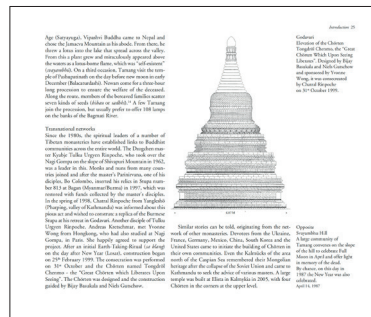 Introduction 25
Age (Satyayuga), Vipashvi Buddha came to Nepal and
chose the Jamacva Mountain as his abode. From there, he
threw a lotus into the lake that spread across the valley.
From this a plant grew and miraculously appeared above
the waters as a lotus-borne flame, which was "self-existent"
(svayambhū). On a third occasion, Tamang visit the tem-
ple of Pashupatinath on the day before new moon in early
December (Balacaturdashi). Newars come for a three-hour
long procession to ensure the welfare of the deceased.
Along the route, members of the bereaved families scatter
seven kinds of seeds
A few Tamang
join the procession, but usually prefer to offer 108 lamps
on the banks of the Bagmati River.
Transnational networks
Since the 1980s, the spiritual leaders of a number of
Tibetan monasteries have established links to Buddhist
communities across the entire world. The Dzogchen mas-
ter Kyabje Tulku Urgyen Rinpoche, who took over the
Nagi Gompa on the slope of Shivapuri Mountain in 1962,
was a leader in this. Monks and nuns from many coun-
tries joined and after the master's Parinirvana, one of his
disciples, Bo Colombo, inserted his relics in Stupa num-
ber 813 at Bagan (Myanmar/Burma) in 1997, which was
restored with funds collected by the master's disciples.
In the spring of 1998, Chantal Rinpoche from Tsanglekö
(Pharping, valley of Kathmandu) was informed about this
pious act and wished to construct a replica of the Burmese
Stupa at his retreat in Godavari. Another disciple of Tulku
Urgyen Rinpoche, Andreas Kretschmar, met Yvonne
Wong from Hongkong, who had also studied at Nagi
Gompa, in Paris. She happily agreed to support the
project. After an initial Earth Taking Ritual (sa chog)
on the day after New Year (Losar), construction began
on 25th February 1999. The consecration was performed
on 31st October and the Chörten named Tongdröl
Chenmo – the "Great Chörten which Liberates Upon
Seeing". The Chörten was designed and the construction
guided by Bijay Basukala and Niels Gutschow.
Similar stories can be told, originating from the net-
work of other monasteries. Devotees from the Ukraine,
France, Germany, Mexico, China, South Korea and the
United States came to initiate the building of Chörten in
their own communities. Even the Kalmücks of the area
north of the Caspian Sea remembered their Mongolian
heritage after the collapse of the Soviet Union and came to
Kathmandu to seek the advice of various masters. A large
temple was built at Elista in Kalmykia in 2005, with four
Chörten in the corners at the upper level.
Godavari
Elevation of the Chörten
Tongdröl Chenmo, the "Great
Chörten Which Upon Seeing
Liberates". Designed by Bijay
Basukala and Niels Gutschow
and sponsored by Yvonne
Wong, it was consecrated
by Chatral Rinpoche
on 31st October 1999.
Opposite
Svayambhu Hill
A large community of
Tamang convenes on the slope
of the hill to celebrate Full
Moon in April and offer light
in memory of the dead.
By chance, on this day in
1987 the New Year was also
celebrated.
April 13, 1987